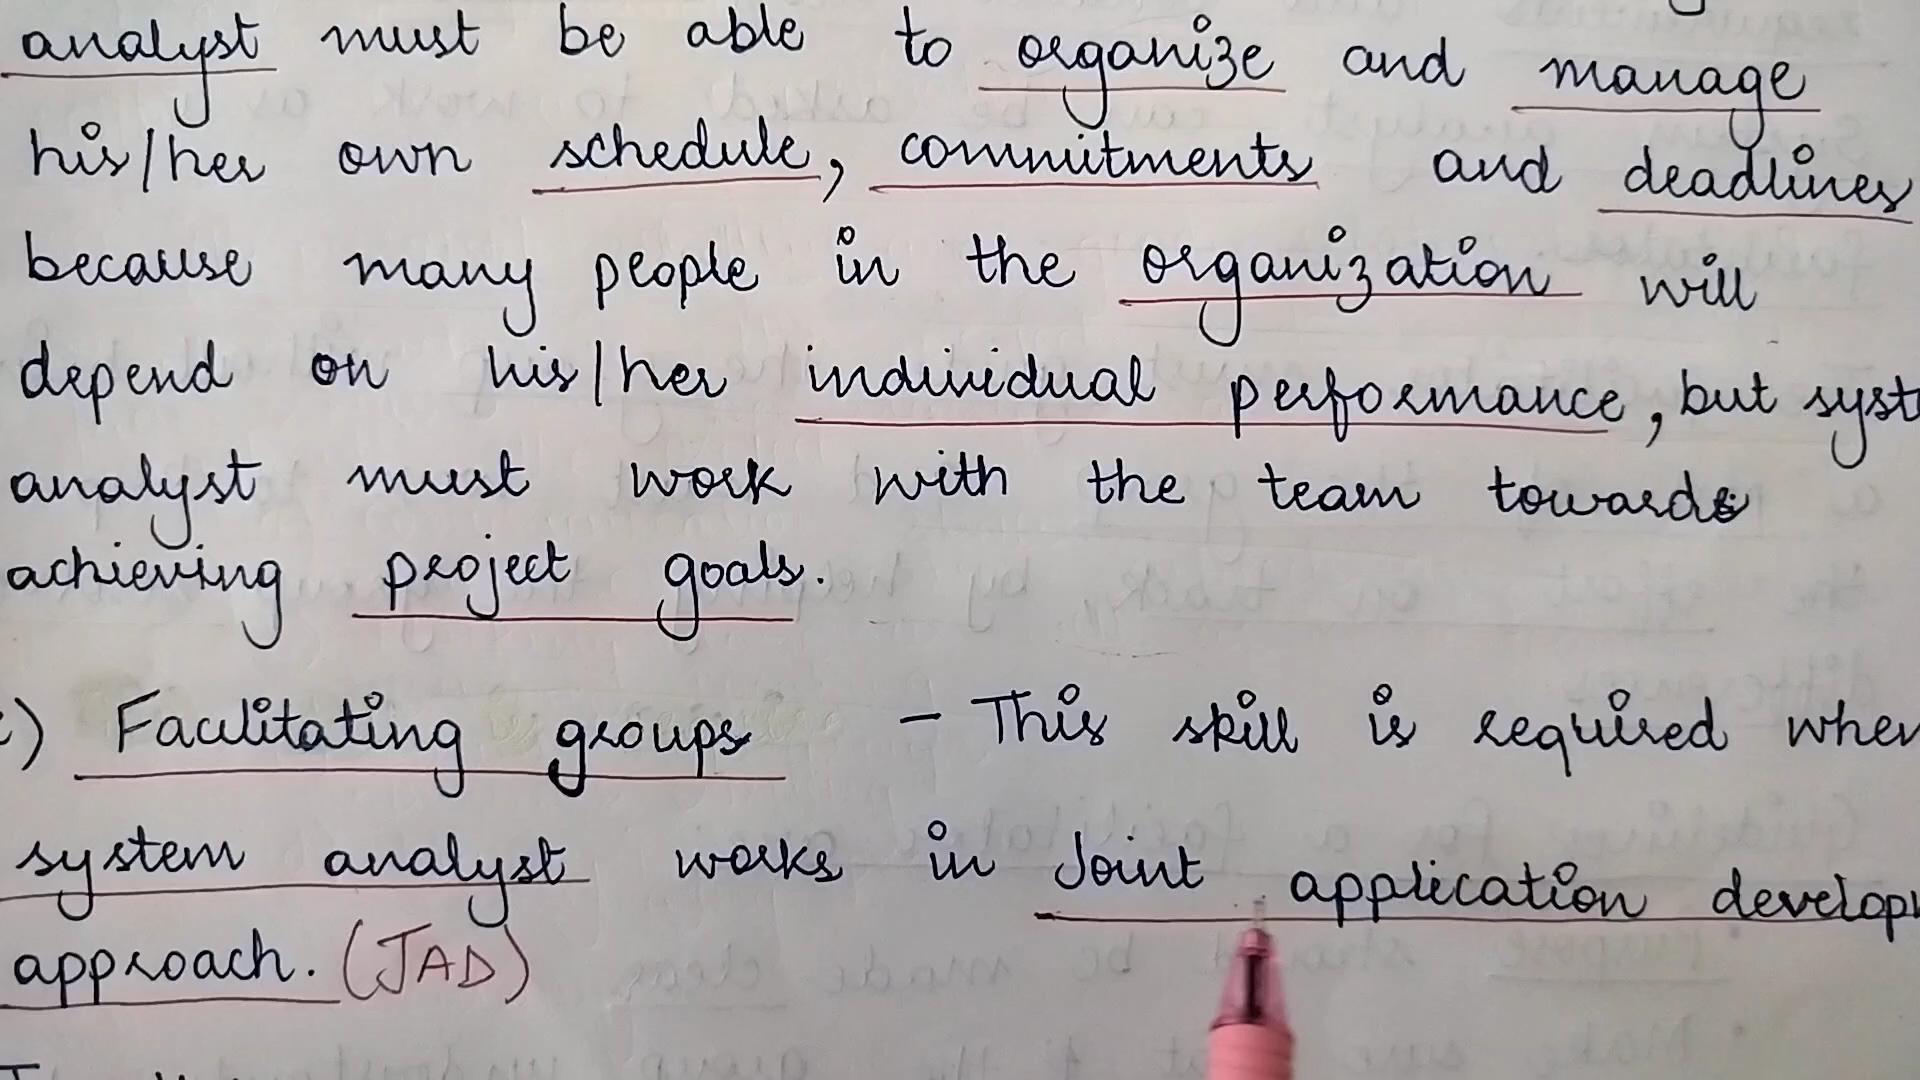 analyst must be able to organize and manage
his/her own schedule, commitments and deadlines
because many people in the organization will
depend on his/her individual performance, but syst
analyst must work with the team towards
achieving project goals.
) Facilitating groups - This skill is required when
system analyst works in Joint application develop
approach. (JAD)